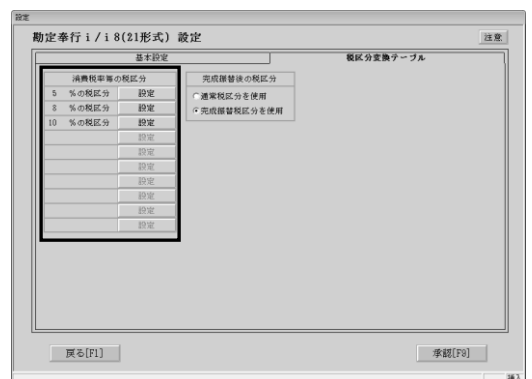 設定
勘定奉行i/i8(21形式) 設定
注意
基本設定
税区分変換テーブル
消費税率毎の税区分
5 %の税区分 設定
8 %の税区分 設定
10 %の税区分 設定
設定
設定
設定
設定
設定
設定
設定
完成振替後の税区分
通常税区分を使用
完成振替税区分を使用
戻る[F1]
承認[F9]
挿入